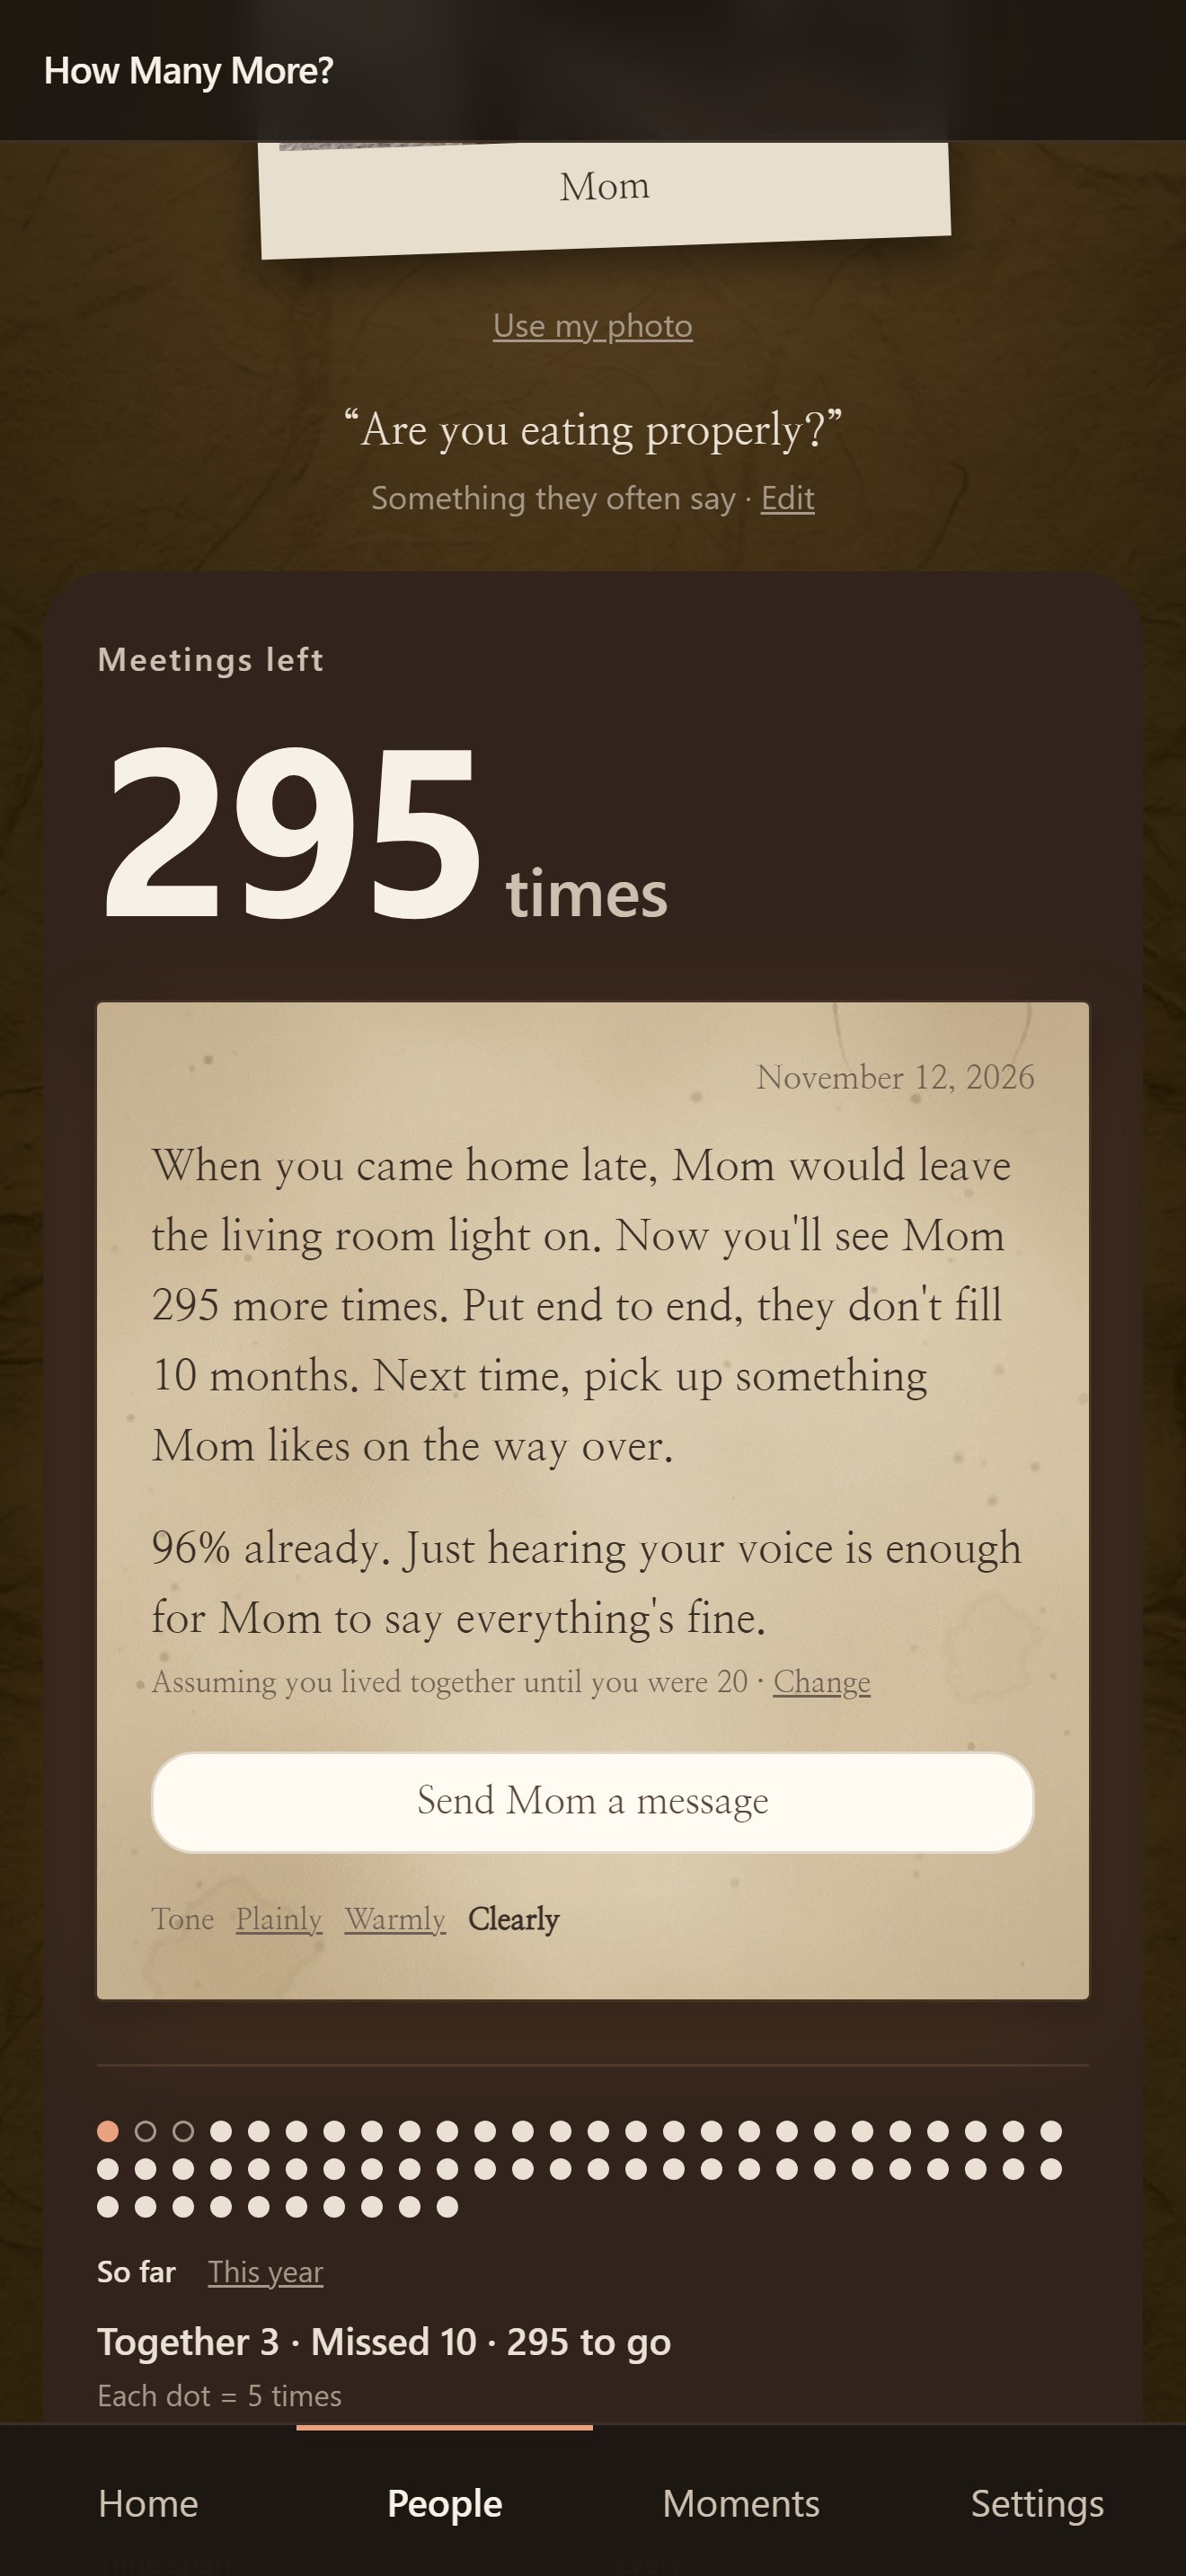 How Many More?
Mom
Use my photo
“Are you eating properly?”
Something they often say · Edit
Meetings left
295 times
November 12, 2026
When you came home late, Mom would leave
the living room light on. Now you'll see Mom
295 more times. Put end to end, they don't fill
10 months. Next time, pick up something
Mom likes on the way over.
96% already. Just hearing your voice is enough
for Mom to say everything's fine.
Assuming you lived together until you were 20 · Change
Send Mom a message
Tone Plainly Warmly Clearly
So far This year
Together 3 · Missed 10 · 295 to go
Each dot = 5 times
Home People Moments Settings
Time span Every